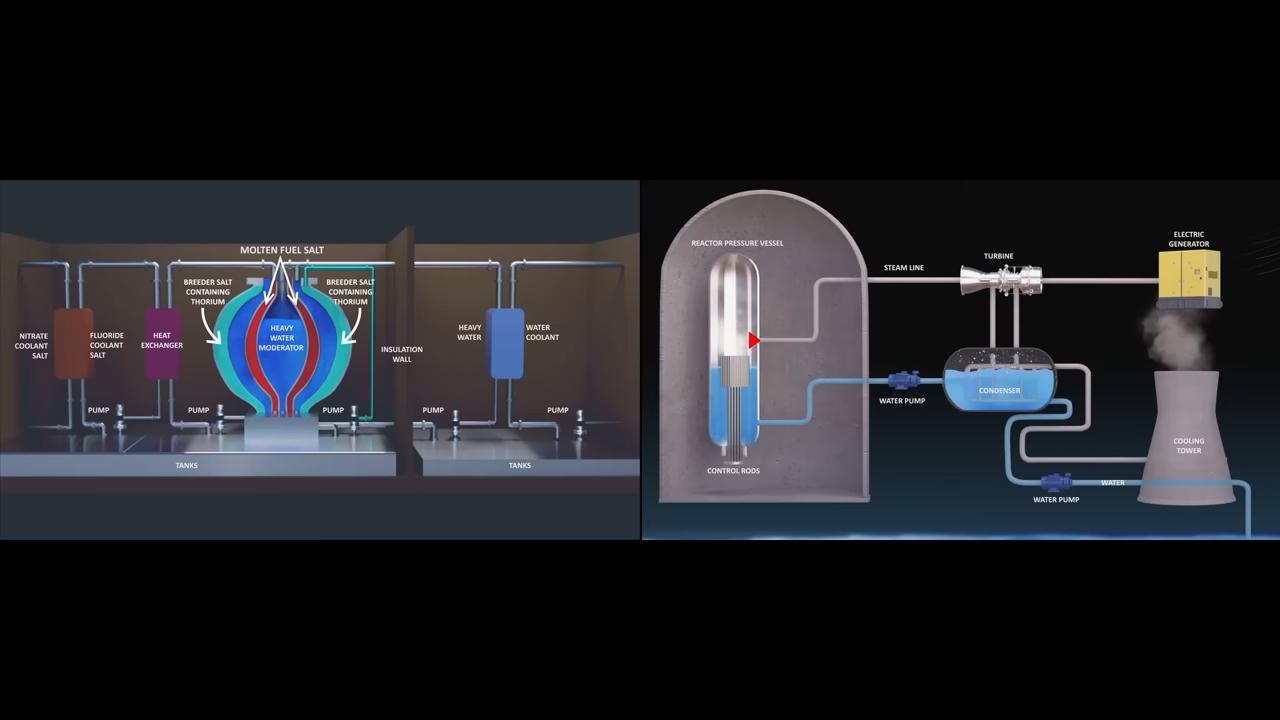 MOLTEN FUEL SALT
BREEDER SALT
CONTAINING
THORIUM
BREEDER SALT
CONTAINING
THORIUM
NITRATE
COOLANT
SALT
FLUORIDE
COOLANT
SALT
HEAT
EXCHANGER
HEAVY
WATER
MODERATOR
INSULATION
WALL
HEAVY
WATER
WATER
COOLANT
PUMP
PUMP
PUMP
PUMP
PUMP
TANKS
TANKS
REACTOR PRESSURE VESSEL
STEAM LINE
TURBINE
ELECTRIC
GENERATOR
WATER PUMP
CONDENSER
COOLING
TOWER
CONTROL RODS
WATER
WATER PUMP